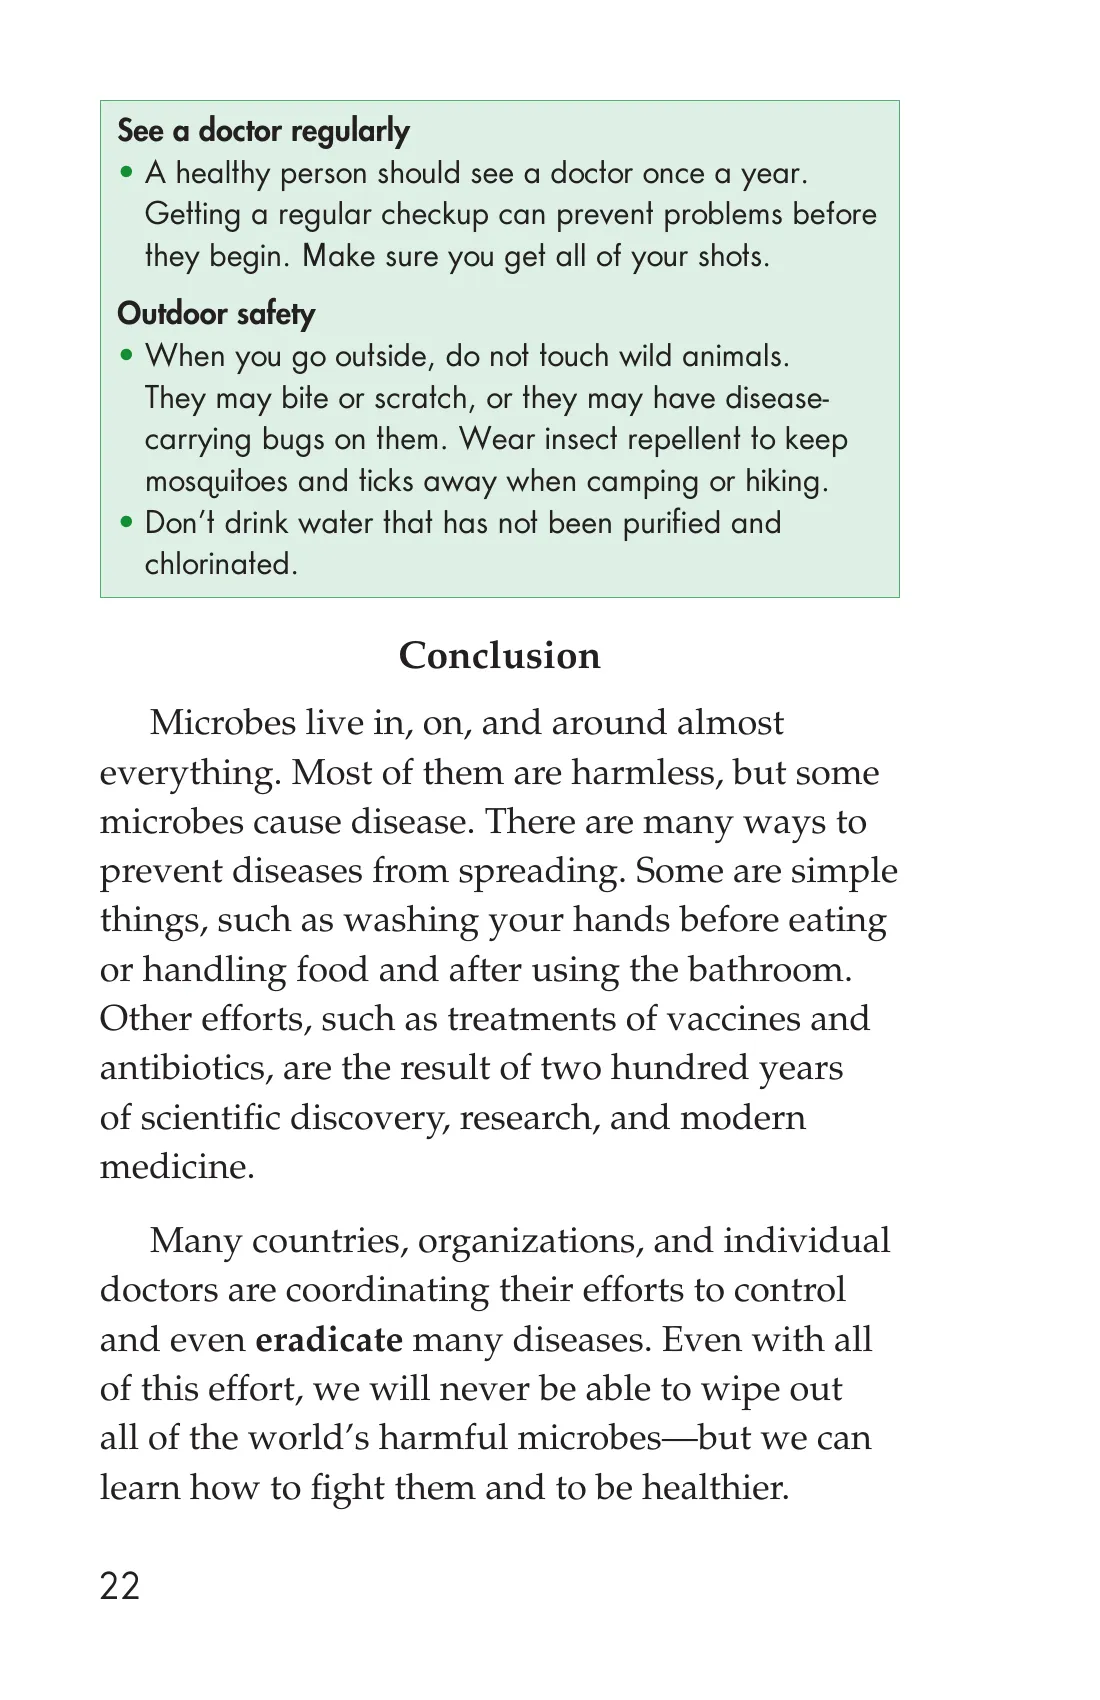 See a doctor regularly
• A healthy person should see a doctor once a year.
Getting a regular checkup can prevent problems before
they begin. Make sure you get all of your shots.
Outdoor safety
• When you go outside, do not touch wild animals.
They may bite or scratch, or they may have disease-
carrying bugs on them. Wear insect repellent to keep
mosquitoes and ticks away when camping or hiking.
• Don’t drink water that has not been purified and
chlorinated.
Conclusion
Microbes live in, on, and around almost
everything. Most of them are harmless, but some
microbes cause disease. There are many ways to
prevent diseases from spreading. Some are simple
things, such as washing your hands before eating
or handling food and after using the bathroom.
Other efforts, such as treatments of vaccines and
antibiotics, are the result of two hundred years
of scientific discovery, research, and modern
medicine.
Many countries, organizations, and individual
doctors are coordinating their efforts to control
and even eradicate many diseases. Even with all
of this effort, we will never be able to wipe out
all of the world’s harmful microbes—but we can
learn how to fight them and to be healthier.
22